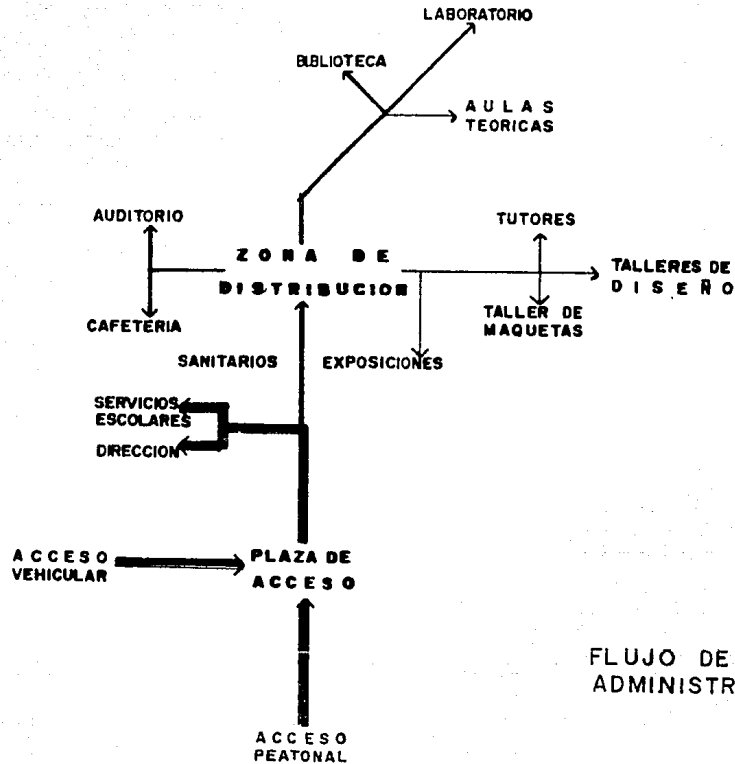 LABORATORIO
BIBLIOTECA
AULAS
TEORICAS
AUDITORIO
TUTORES
ZONA DE
DISTRIBUCION
TALLERES DE
DISEÑO
CAFETERIA
TALLER DE
MAQUETAS
SANITARIOS
EXPOSICIONES
SERVICIOS
ESCOLARES
DIRECCION
ACCESO
VEHICULAR
PLAZA DE
ACCESO
FLUJO DE
ADMINISTR
ACCESO
PEATONAL